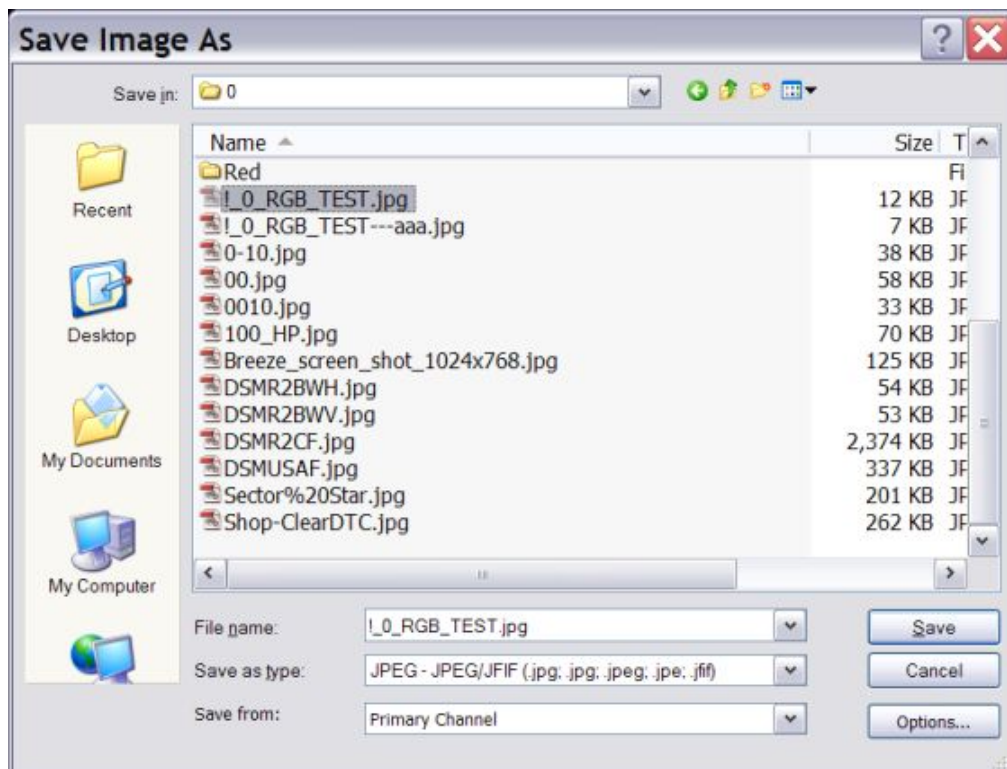 Save Image As
Save in: 0
Name Size T
Red Fi
!_0_RGB_TEST.jpg 12 KB JF
!_0_RGB_TEST---aaa.jpg 7 KB JF
0-10.jpg 38 KB JF
00.jpg 58 KB JF
0010.jpg 33 KB JF
100_HP.jpg 70 KB JF
Breeze_screen_shot_1024x768.jpg 125 KB JF
DSMR2BWH.jpg 54 KB JF
DSMR2BWV.jpg 53 KB JF
DSMR2CF.jpg 2,374 KB JF
DSMUSAF.jpg 337 KB JF
Sector%20Star.jpg 201 KB JF
Shop-ClearDTC.jpg 262 KB JF
Recent
Desktop
My Documents
My Computer
File name: !_0_RGB_TEST.jpg Save
Save as type: JPEG - JPEG/JFIF (.jpg; .jpg; .jpeg; .jpe; .jfif) Cancel
Save from: Primary Channel Options...